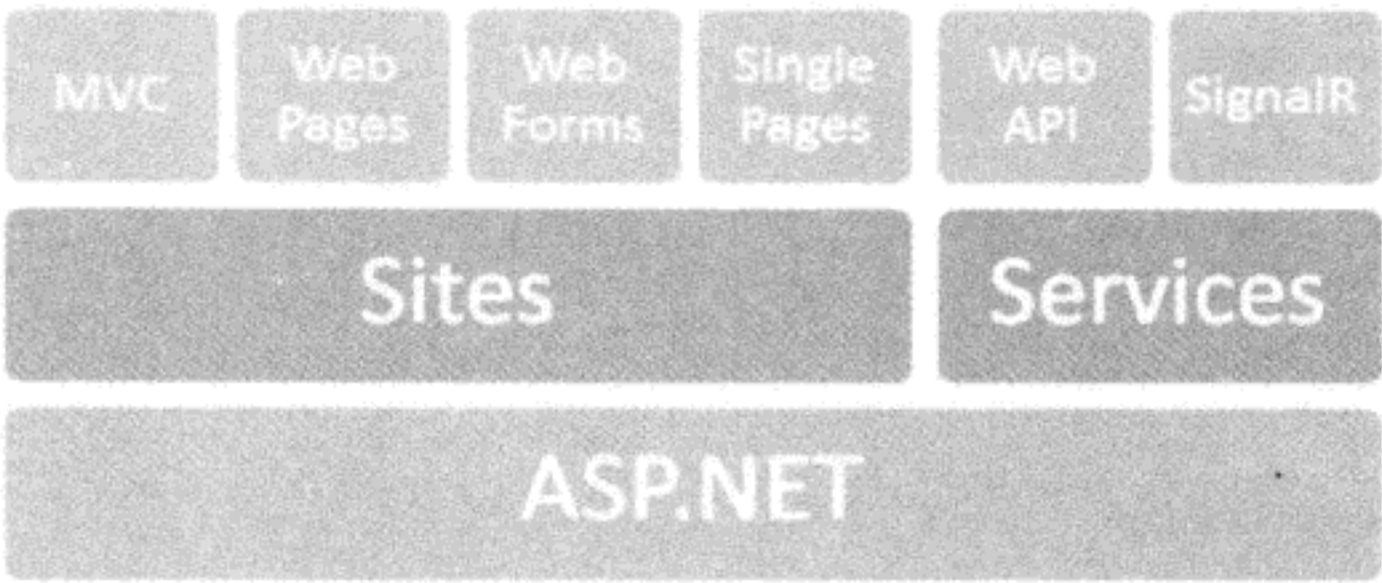 MVC
Web
Pages
Web
Forms
Single
Pages
Web
API
SignalR
Sites
Services
ASP.NET